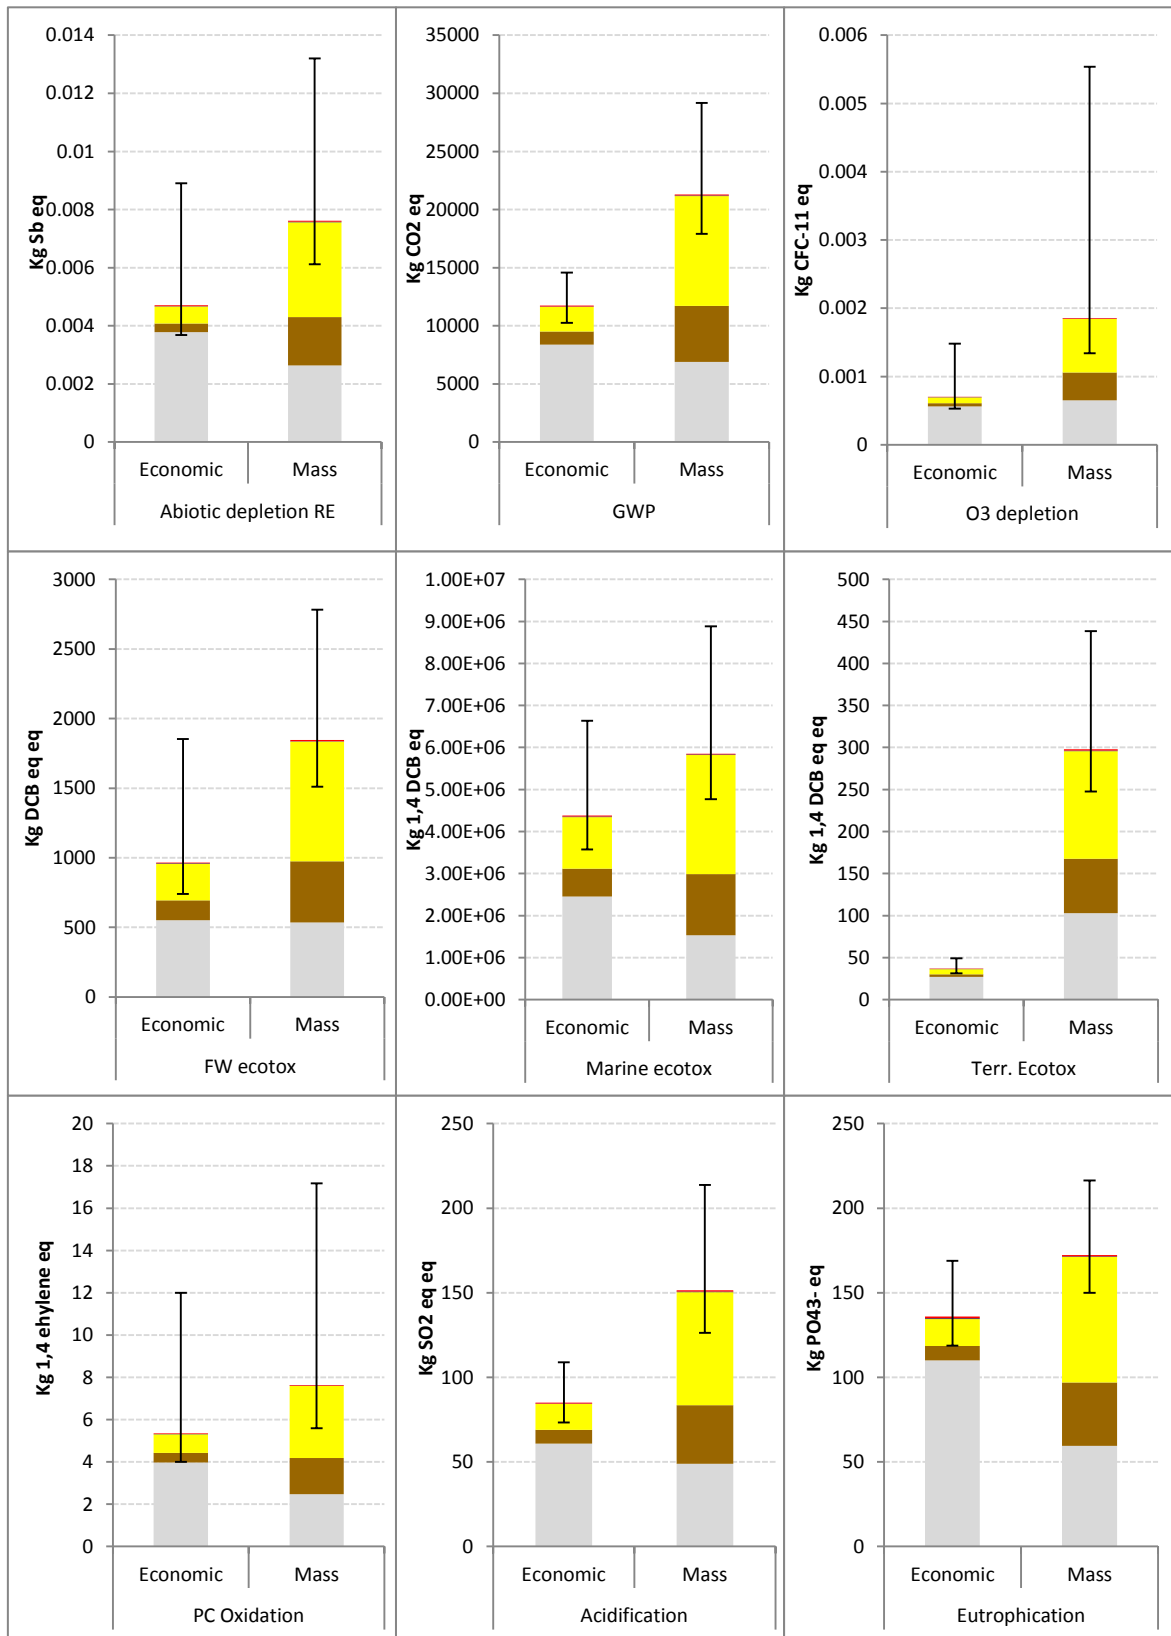 0.014
0.012
0.01
0.008
0.006
0.004
0.002
0
Kg Sb eq
Economic Mass
Abiotic depletion RE
35000
30000
25000
20000
15000
10000
5000
0
Kg CO2 eq
Economic Mass
GWP
0.006
0.005
0.004
0.003
0.002
0.001
0
Kg CFC-11 eq
Economic Mass
O3 depletion
3000
2500
2000
1500
1000
500
0
Kg DCB eq eq
Economic Mass
FW ecotox
1.00E+07
9.00E+06
8.00E+06
7.00E+06
6.00E+06
5.00E+06
4.00E+06
3.00E+06
2.00E+06
1.00E+06
0.00E+00
Kg 1,4 DCB eq
Economic Mass
Marine ecotox
500
450
400
350
300
250
200
150
100
50
0
Kg 1,4 DCB eq eq
Economic Mass
Terr. Ecotox
20
18
16
14
12
10
8
6
4
2
0
Kg 1,4 ehylene eq
Economic Mass
PC Oxidation
250
200
150
100
50
0
Kg SO2 eq eq
Economic Mass
Acidification
250
200
150
100
50
0
Kg PO43- eq
Economic Mass
Eutrophication